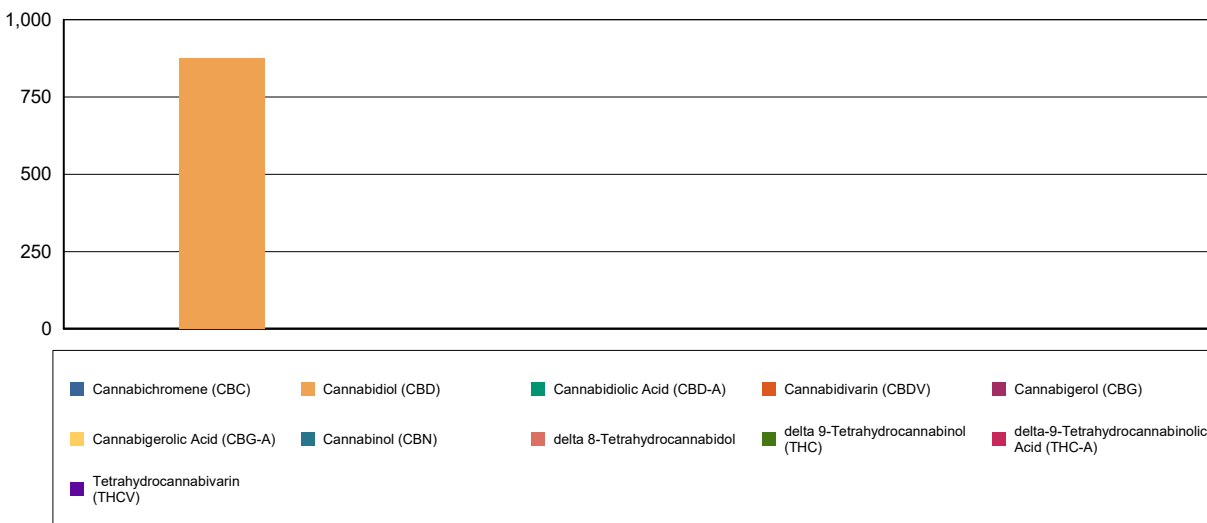 1,000
750
500
250
0
Cannabichromene (CBC)
Cannabidiol (CBD)
Cannabidiolic Acid (CBD-A)
Cannabidivarin (CBDV)
Cannabigerol (CBG)
Cannabigerolic Acid (CBG-A)
Cannabinol (CBN)
delta 8-Tetrahydrocannabidol
delta 9-Tetrahydrocannabinol
(THC)
delta-9-Tetrahydrocannabinolic
Acid (THC-A)
Tetrahydrocannabivarin
(THCV)